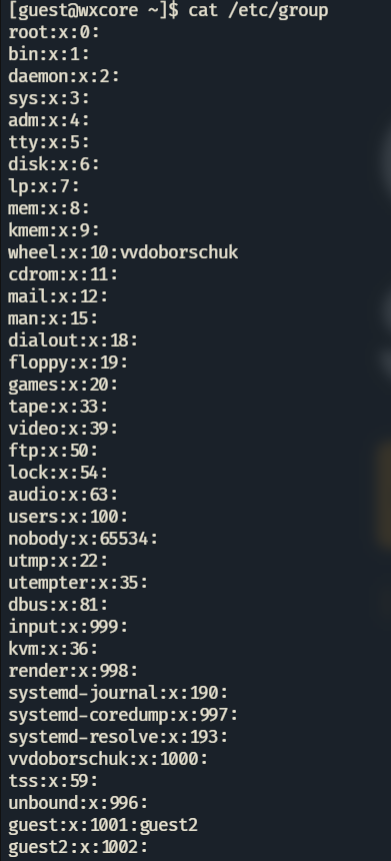 [guest@wxcore ~]$ cat /etc/group
root:x:0:
bin:x:1:
daemon:x:2:
sys:x:3:
adm:x:4:
tty:x:5:
disk:x:6:
lp:x:7:
mem:x:8:
kmem:x:9:
wheel:x:10:vvdoborschuk
cdrom:x:11:
mail:x:12:
man:x:15:
dialout:x:18:
floppy:x:19:
games:x:20:
tape:x:33:
video:x:39:
ftp:x:50:
lock:x:54:
audio:x:63:
users:x:100:
nobody:x:65534:
utmp:x:22:
utempter:x:35:
dbus:x:81:
input:x:999:
kvm:x:36:
render:x:998:
systemd-journal:x:190:
systemd-coredump:x:997:
systemd-resolve:x:193:
vvdoborschuk:x:1000:
tss:x:59:
unbound:x:996:
guest:x:1001:guest2
guest2:x:1002: